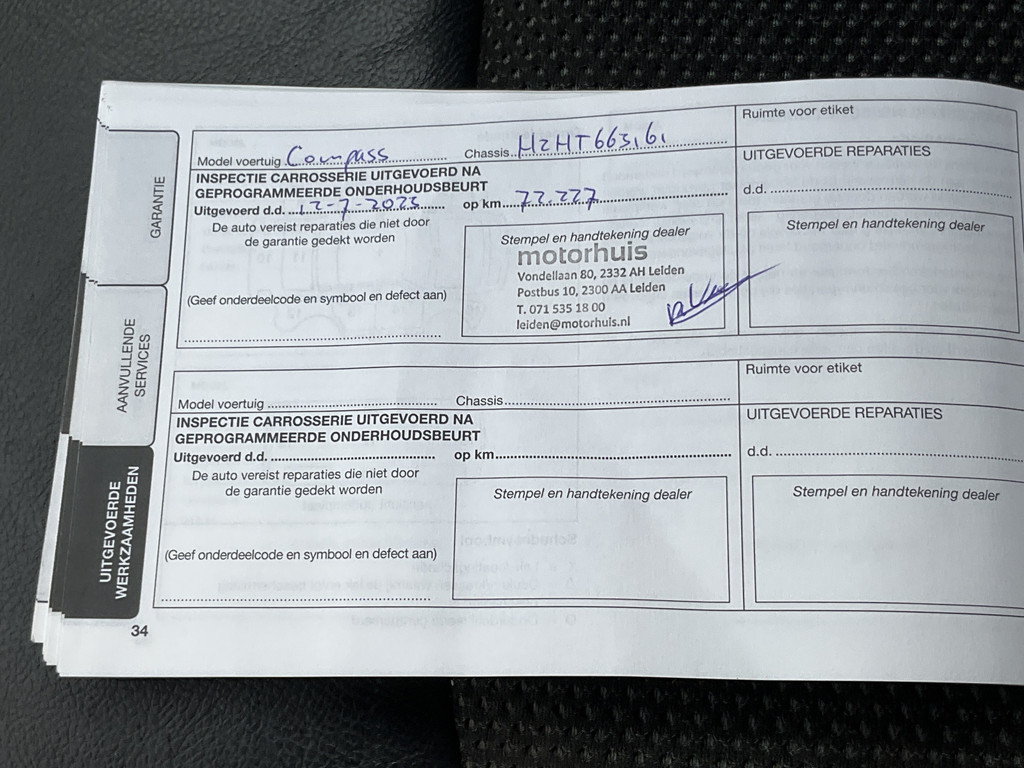 GARANTIE
AANVULLENDE
SERVICES
UITGEVOERDE
WERKZAAMHEDEN
Model voertuig Compass Chassis
INSPECTIE CARROSSERIE UITGEVOERD NA
GEPROGRAMMEERDE ONDERHOUDSBEURT
Uitgevoerd d.d. 12-7-2023 op km 72.227
De auto vereist reparaties die niet door
de garantie gedekt worden
(Geef onderdeelcode en symbool en defect aan)
Stempel en handtekening dealer
motorhuis
Vondellaan 80, 2332 AH Leiden
Postbus 10, 2300 AA Leiden
T. 071 535 18 00
leiden@motorhuis.nl
Ruimte voor etiket
UITGEVOERDE REPARATIES
d.d.
Stempel en handtekening dealer
Model voertuig Chassis
INSPECTIE CARROSSERIE UITGEVOERD NA
GEPROGRAMMEERDE ONDERHOUDSBEURT
Uitgevoerd d.d. op km
De auto vereist reparaties die niet door
de garantie gedekt worden
(Geef onderdeelcode en symbool en defect aan)
Stempel en handtekening dealer
Ruimte voor etiket
UITGEVOERDE REPARATIES
d.d.
Stempel en handtekening dealer
34